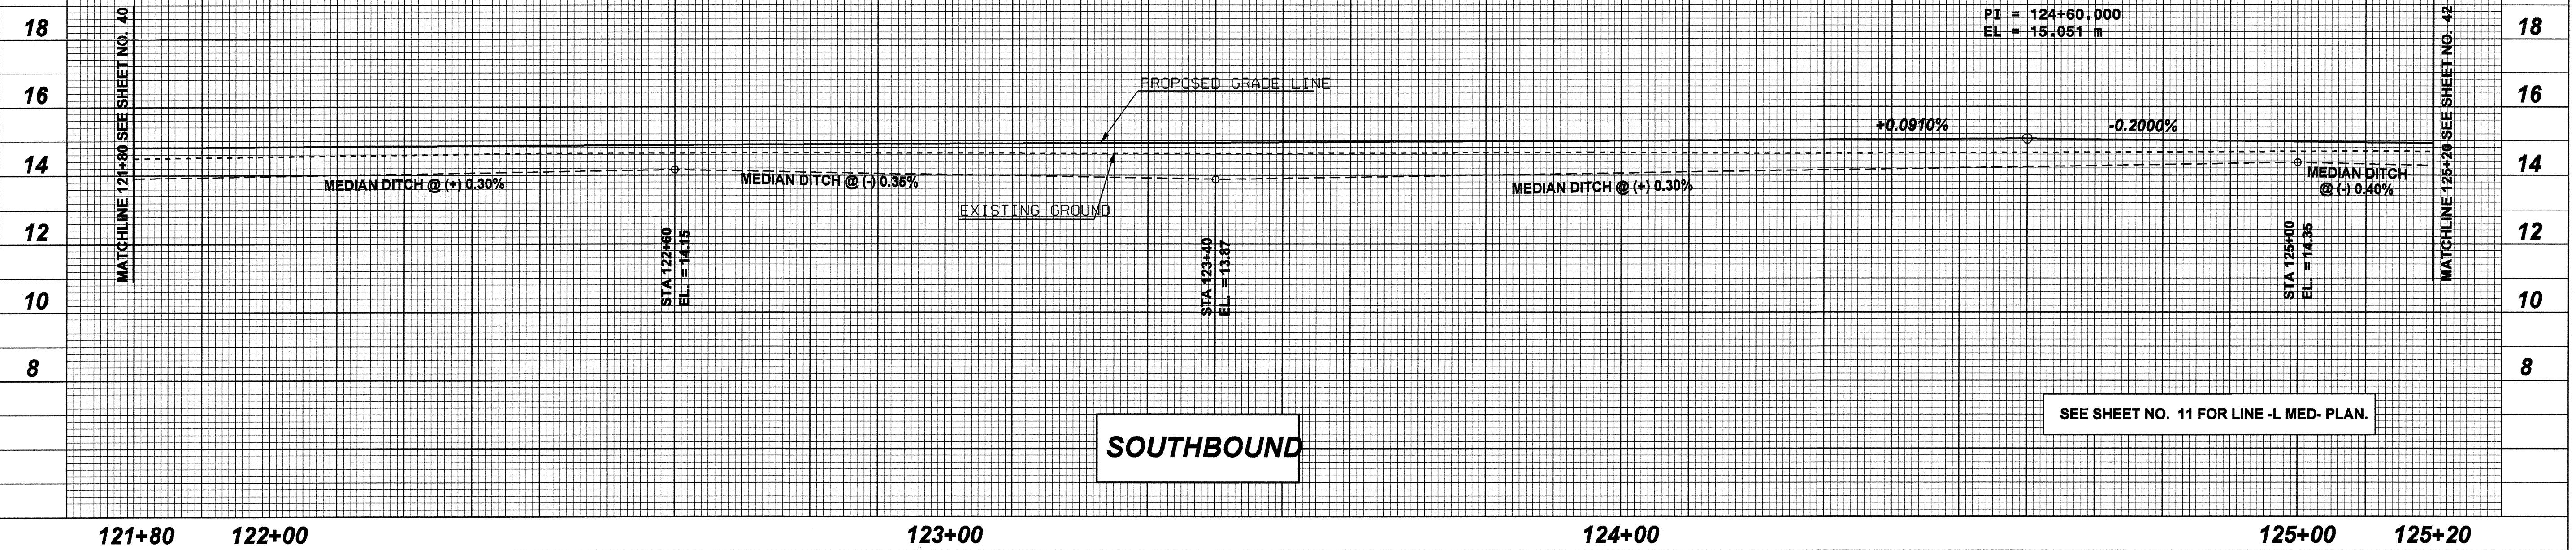 PI = 124+60.000
EL = 15.051 m
18
18
16
16
14
14
12
12
10
10
8
8
MATCHLINE 121+80 SEE SHEET NO. 40
MATCHLINE 125+20 SEE SHEET NO. 42
PROPOSED GRADE LINE
+0.0910%
-0.2000%
MEDIAN DITCH @ (+) 0.30%
MEDIAN DITCH @ (-) 0.35%
MEDIAN DITCH @ (+) 0.30%
MEDIAN DITCH
@ (-) 0.40%
EXISTING GROUND
STA 122+60
EL. = 14.15
STA 123+40
EL. = 13.87
STA 125+00
EL. = 14.35
SEE SHEET NO. 11 FOR LINE -L MED- PLAN.
SOUTHBOUND
121+80
122+00
123+00
124+00
125+00
125+20